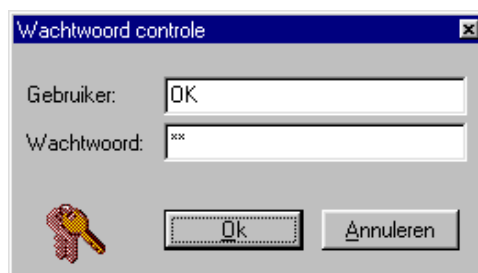 Wachtwoord controle
Gebruiker: OK
Wachtwoord: **
Ok Annuleren